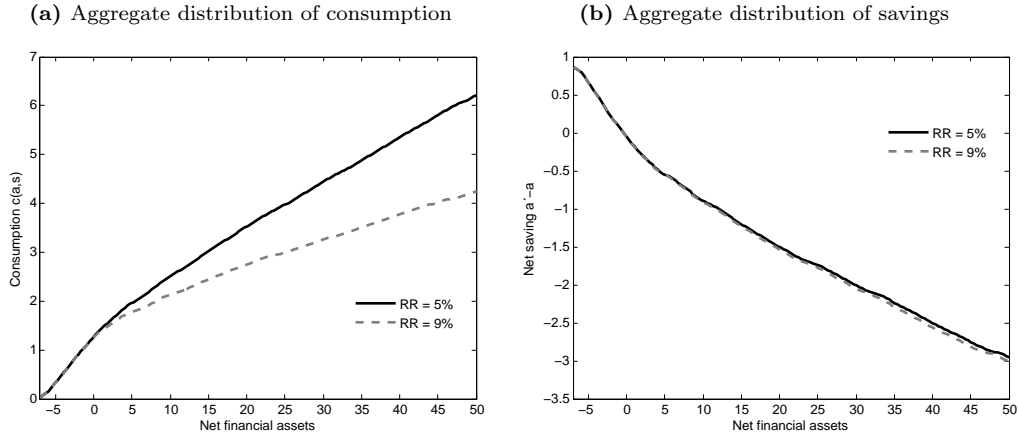 (a) Aggregate distribution of consumption
7
6
5
4
3
2
1
0
Consumption c(a,s)
RR = 5%
RR = 9%
−5 0 5 10 15 20 25 30 35 40 45 50
Net financial assets
(b) Aggregate distribution of savings
1
0.5
0
−0.5
−1
−1.5
−2
−2.5
−3
−3.5
Net saving a´−a
RR = 5%
RR = 9%
−5 0 5 10 15 20 25 30 35 40 45 50
Net financial assets